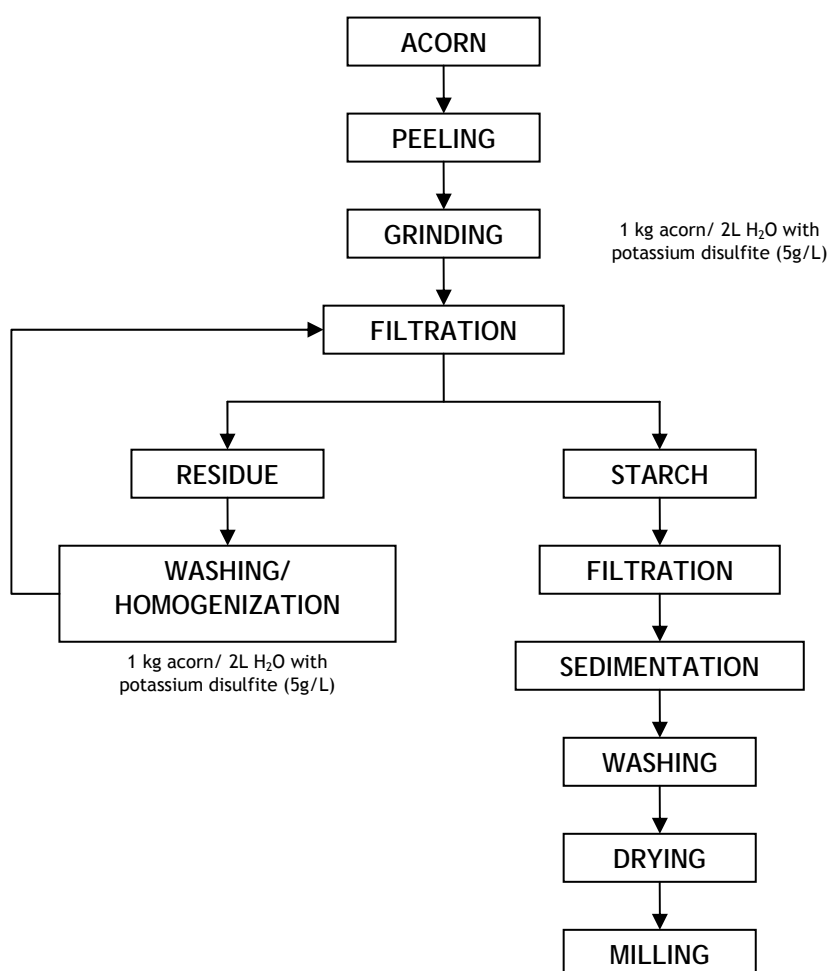 ACORN
PEELING
GRINDING
1 kg acorn/ 2L H₂O with
potassium disulfite (5g/L)
FILTRATION
RESIDUE
STARCH
WASHING/
HOMOGENIZATION
1 kg acorn/ 2L H₂O with
potassium disulfite (5g/L)
FILTRATION
SEDIMENTATION
WASHING
DRYING
MILLING